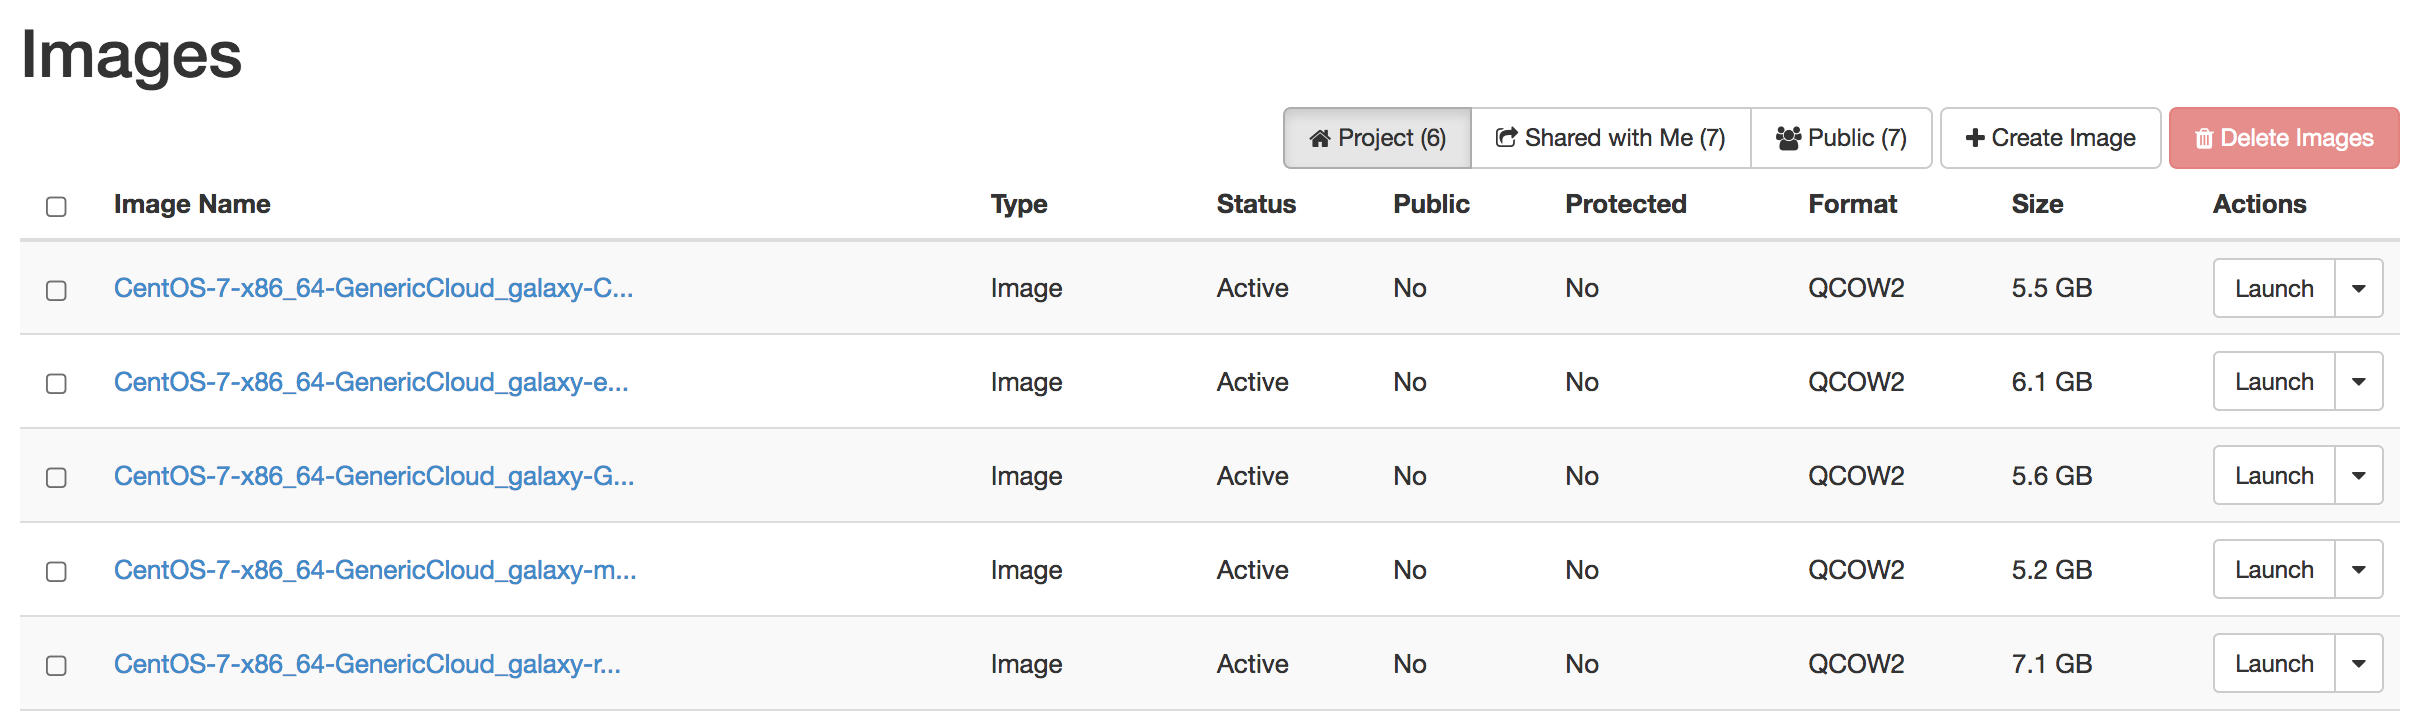 Images
Project (6) Shared with Me (7) Public (7) Create Image Delete Images
Image Name Type Status Public Protected Format Size Actions
CentOS-7-x86_64-GenericCloud_galaxy-C... Image Active No No QCOW2 5.5 GB Launch
CentOS-7-x86_64-GenericCloud_galaxy-e... Image Active No No QCOW2 6.1 GB Launch
CentOS-7-x86_64-GenericCloud_galaxy-G... Image Active No No QCOW2 5.6 GB Launch
CentOS-7-x86_64-GenericCloud_galaxy-m... Image Active No No QCOW2 5.2 GB Launch
CentOS-7-x86_64-GenericCloud_galaxy-r... Image Active No No QCOW2 7.1 GB Launch